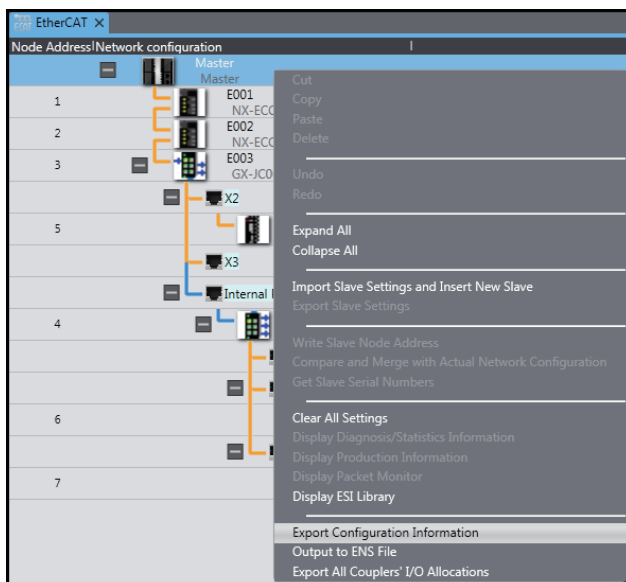 EtherCAT ×
Node Address|Network configuration
Master
Master
1
E001
NX-ECC
2
E002
NX-ECC
3
E003
GX-JC0
X2
5
X3
Internal
4
6
7
Cut
Copy
Paste
Delete
Undo
Redo
Expand All
Collapse All
Import Slave Settings and Insert New Slave
Export Slave Settings
Write Slave Node Address
Compare and Merge with Actual Network Configuration
Get Slave Serial Numbers
Clear All Settings
Display Diagnosis/Statistics Information
Display Production Information
Display Packet Monitor
Display ESI Library
Export Configuration Information
Output to ENS File
Export All Couplers' I/O Allocations